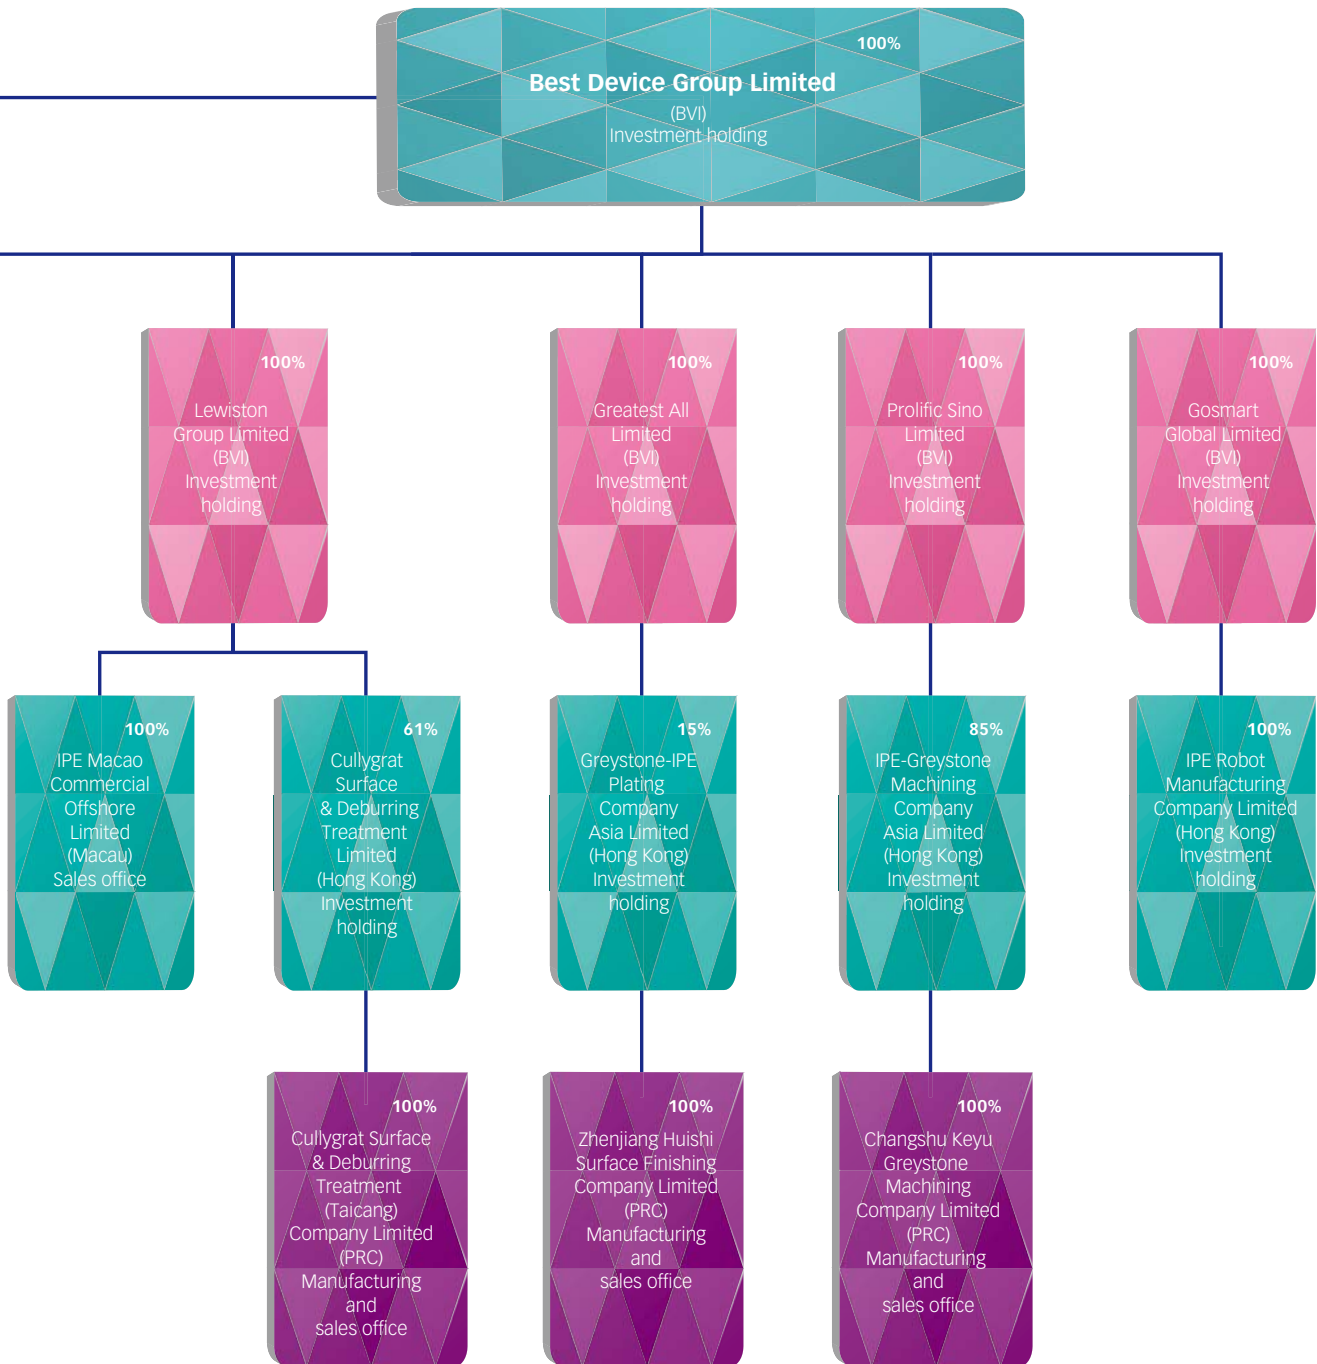 100%
Best Device Group Limited
(BVI)
Investment holding
100%
Lewiston
Group Limited
(BVI)
Investment
holding
100%
Greatest All
Limited
(BVI)
Investment
holding
100%
Prolific Sino
Limited
(BVI)
Investment
holding
100%
Gosmart
Global Limited
(BVI)
Investment
holding
100%
IPE Macao
Commercial
Offshore
Limited
(Macau)
Sales office
61%
Cullygrat
Surface
& Deburring
Treatment
Limited
(Hong Kong)
Investment
holding
15%
Greystone-IPE
Plating
Company
Asia Limited
(Hong Kong)
Investment
holding
85%
IPE-Greystone
Machining
Company
Asia Limited
(Hong Kong)
Investment
holding
100%
IPE Robot
Manufacturing
Company Limited
(Hong Kong)
Investment
holding
100%
Cullygrat Surface
& Deburring
Treatment
(Taicang)
Company Limited
(PRC)
Manufacturing
and
sales office
100%
Zhenjiang Huishi
Surface Finishing
Company Limited
(PRC)
Manufacturing
and
sales office
100%
Changshu Keyu
Greystone
Machining
Company Limited
(PRC)
Manufacturing
and
sales office